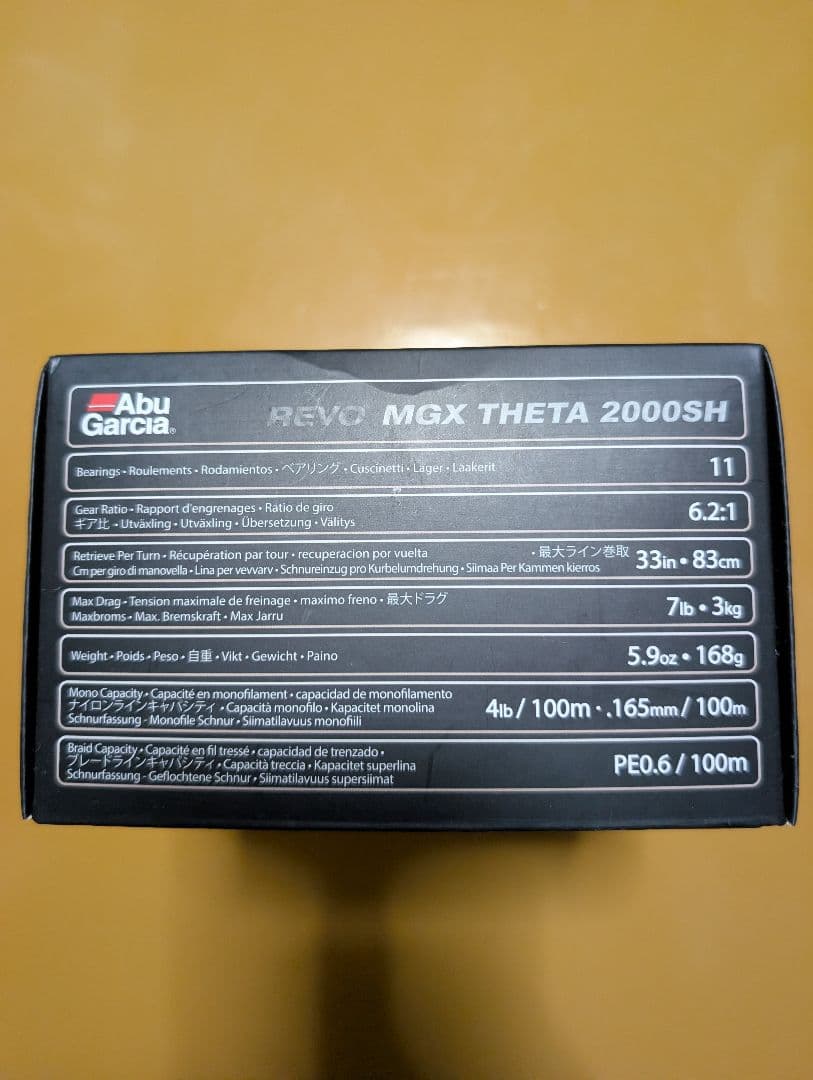 Abu
Garcia®
REVO MGX THETA 2000SH
Bearings • Roulements • Rodamientos • ベアリング • Cuscinetti • Lager • Laakerit 11
Gear Ratio • Rapport d'engrenages • Ratio de giro
ギア比 • Utväxling • Utväxling • Übersetzung • Välitys 6.2:1
Retrieve Per Turn • Récupération par tour • recuperacion por vuelta • 最大ライン巻取
Cm per giro di manovella • Lina per vevvarv • Schnureinzug pro Kurbelumdrehung • Siimaa Per Kammen kierros 33in • 83cm
Max Drag • Tension maximale de freinage • maximo freno • 最大ドラグ
Maxbroms • Max. Bremskraft • Max Jarru 7lb • 3kg
Weight • Poids • Peso • 自重 • Vikt • Gewicht • Paino 5.9oz • 168g
Mono Capacity • Capacité en monofilament • capacidad de monofilamento
ナイロンラインキャパシティ • Capacità monofilo • Kapacitet monolina
Schnurfassung - Monofile Schnur • Siimatilavuus monofiili 4lb / 100m • .165mm / 100m
Braid Capacity • Capacité en fil tressé • capacidad de trenzado •
ブレードラインキャパシティ • Capacità treccia • Kapacitet superlina
Schnurfassung - Geflochtene Schnur • Siimatilavuus supersiimat PE0.6 / 100m